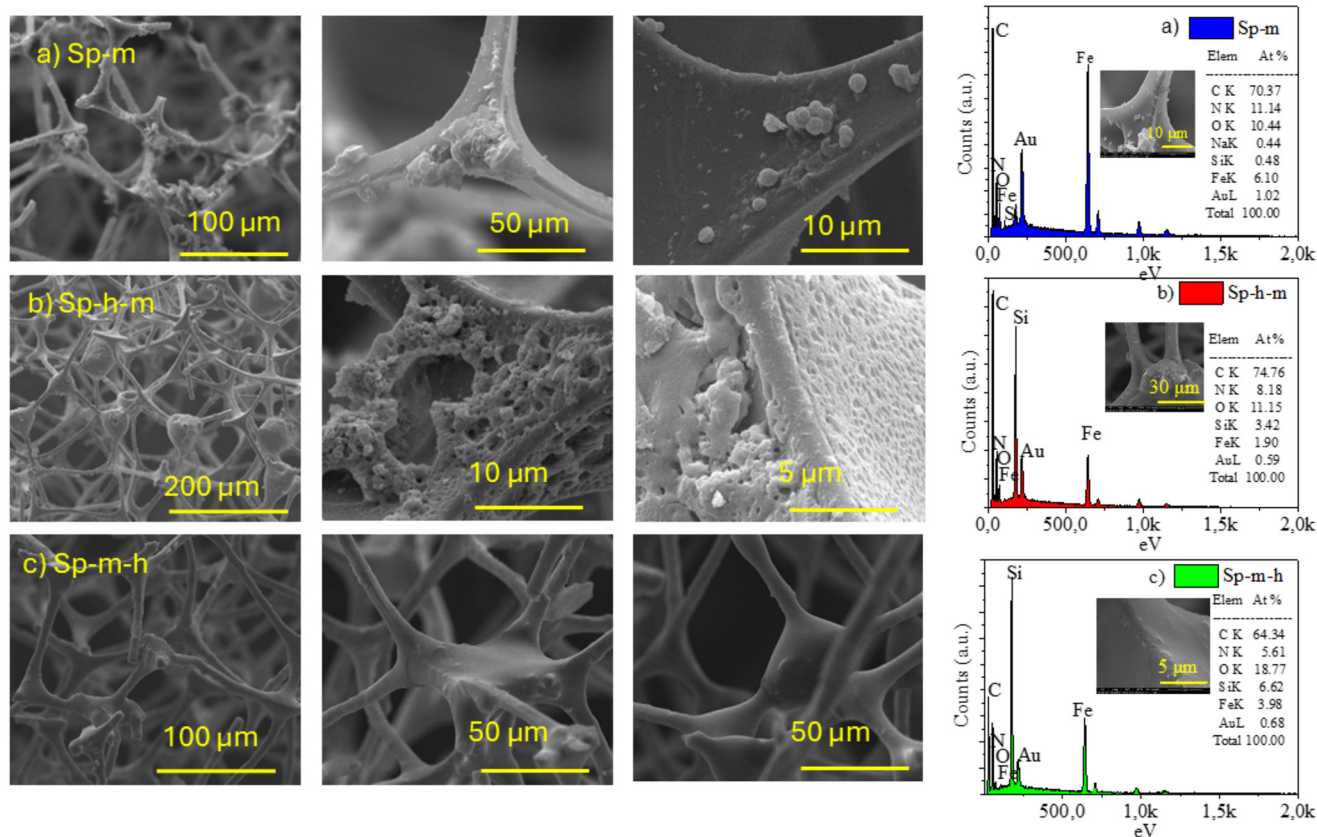 a) Sp-m
100 µm
50 µm
10 µm
b) Sp-h-m
200 µm
10 µm
5 µm
c) Sp-m-h
100 µm
50 µm
50 µm
a) Sp-m
Counts (a.u.)
C
N
O
Fe
Si
Au
Fe
10 µm
Elem At %
C K 70.37
N K 11.14
O K 10.44
NaK 0.44
SiK 0.48
FeK 6.10
AuL 1.02
Total 100.00
0,0 500,0 1,0k 1,5k 2,0k
eV
b) Sp-h-m
Counts (a.u.)
C
Si
N
O
Fe
Au
Fe
30 µm
Elem At %
C K 74.76
N K 8.18
O K 11.15
SiK 3.42
FeK 1.90
AuL 0.59
Total 100.00
0,0 500,0 1,0k 1,5k 2,0k
eV
c) Sp-m-h
Counts (a.u.)
Si
C
N
O
Fe
Au
Fe
5 µm
Elem At %
C K 64.34
N K 5.61
O K 18.77
SiK 6.62
FeK 3.98
AuL 0.68
Total 100.00
500,0 1,0k 1,5k 2,0k
eV